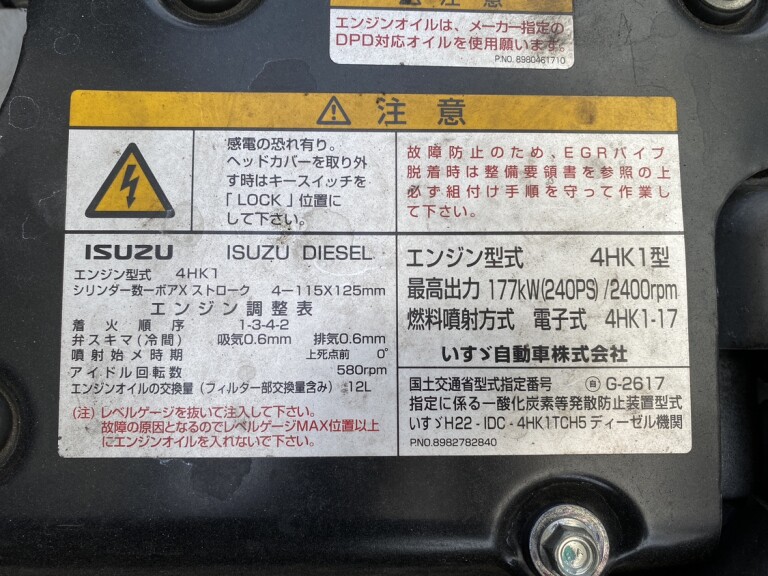 注意
エンジンオイルは、メーカー指定の
DPD対応オイルを使用願います。
P.NO. 8980461710
注意
感電の恐れ有り。
ヘッドカバーを取り外
す時はキースイッチを
「LOCK」位置に
して下さい。
故障防止のため、EGRパイプ
脱着時は整備要領書を参照の上
必ず組付け手順を守って作業し
て下さい。
ISUZU ISUZU DIESEL
エンジン型式 4HK1
シリンダー数ーボアXストローク 4－115X125mm
エンジン調整表
着火順序 1-3-4-2
弁スキマ(冷間) 吸気0.6mm 排気0.6mm
噴射始メ時期 上死点前 0°
アイドル回転数 580rpm
エンジンオイルの交換量(フィルター部交換量含み) 12L
(注)レベルゲージを抜いて注入して下さい。
故障の原因となるのでレベルゲージMAX位置以上
にエンジンオイルを入れないで下さい。
エンジン型式 4HK1型
最高出力 177kW(240PS)/2400rpm
燃料噴射方式 電子式 4HK1-17
いすゞ自動車株式会社
国土交通省型式指定番号 自 G-2617
指定に係る一酸化炭素等発散防止装置型式
いすゞH22-IDC-4HK1TCH5ディーゼル機関
P.NO.8982782840